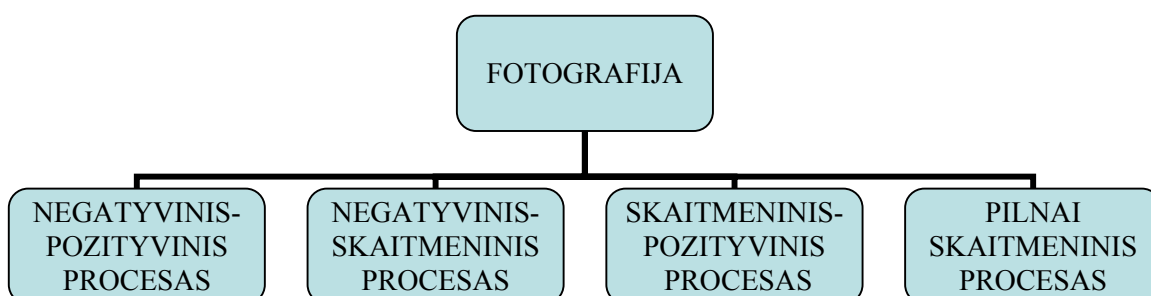 FOTOGRAFIJA
NEGATYVINIS-
POZITYVINIS
PROCESAS
NEGATYVINIS-
SKAITMENINIS
PROCESAS
SKAITMENINIS-
POZITYVINIS
PROCESAS
PILNAI
SKAITMENINIS
PROCESAS